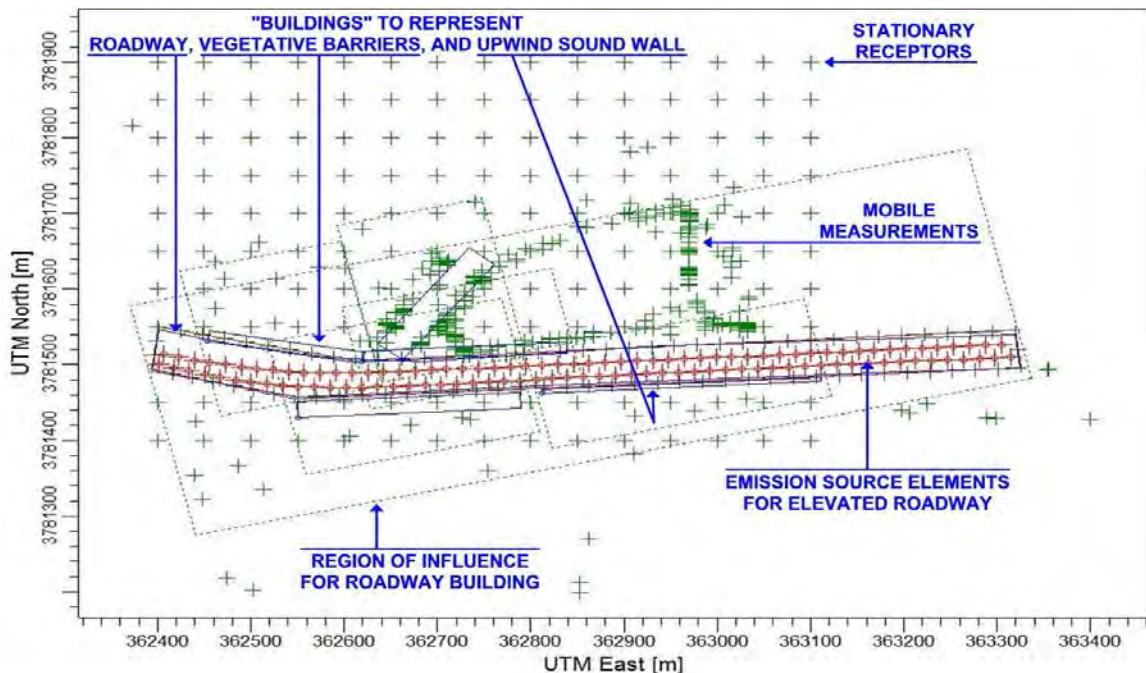 "BUILDINGS" TO REPRESENT
ROADWAY, VEGETATIVE BARRIERS, AND UPWIND SOUND WALL
STATIONARY
RECEPTORS
MOBILE
MEASUREMENTS
EMISSION SOURCE ELEMENTS
FOR ELEVATED ROADWAY
REGION OF INFLUENCE
FOR ROADWAY BUILDING
UTM North [m]
3781900
3781800
3781700
3781600
3781500
3781400
3781300
362400 362500 362600 362700 362800 362900 363000 363100 363200 363300 363400
UTM East [m]